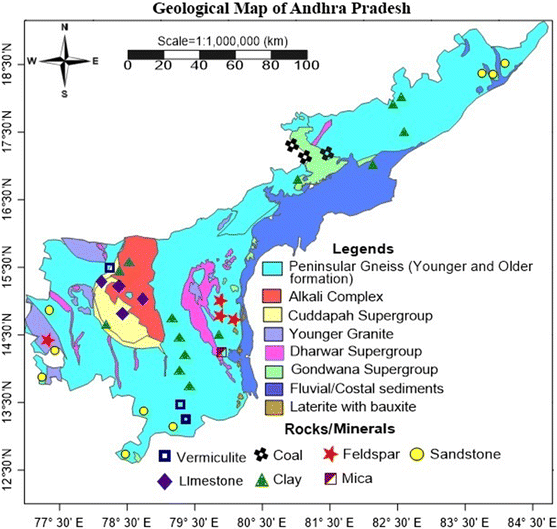 Geological Map of Andhra Pradesh
Scale=1:1,000,000 (km)
0 20 40 60 80 100
N
W E
S
18°30'N
17°30'N
16°30'N
15°30'N
14°30'N
13°30'N
12°30'N
Legends
Peninsular Gneiss (Younger and Older
formation)
Alkali Complex
Cuddapah Supergroup
Younger Granite
Dharwar Supergroup
Gondwana Supergroup
Fluvial/Costal sediments
Laterite with bauxite
Rocks/Minerals
Vermiculite Coal Feldspar Sandstone
LImestone Clay Mica
77°30' E 78°30' E 79°30' E 80°30' E 81°30' E 82°30' E 83°30' E 84°30' E